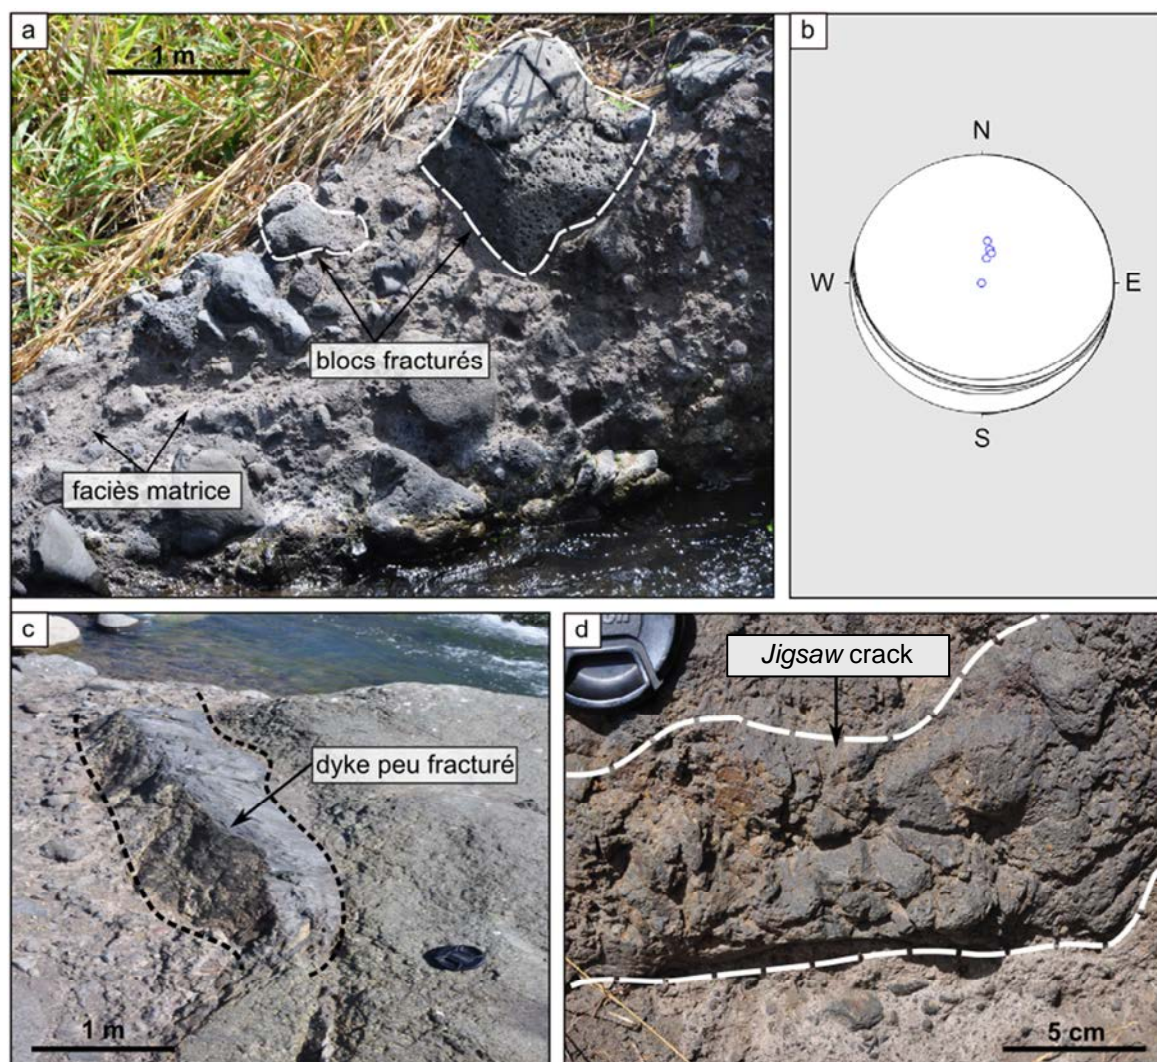 a
1 m
blocs fracturés
faciès matrice
b
N
W
E
S
c
dyke peu fracturé
1 m
d
Jigsaw crack
5 cm